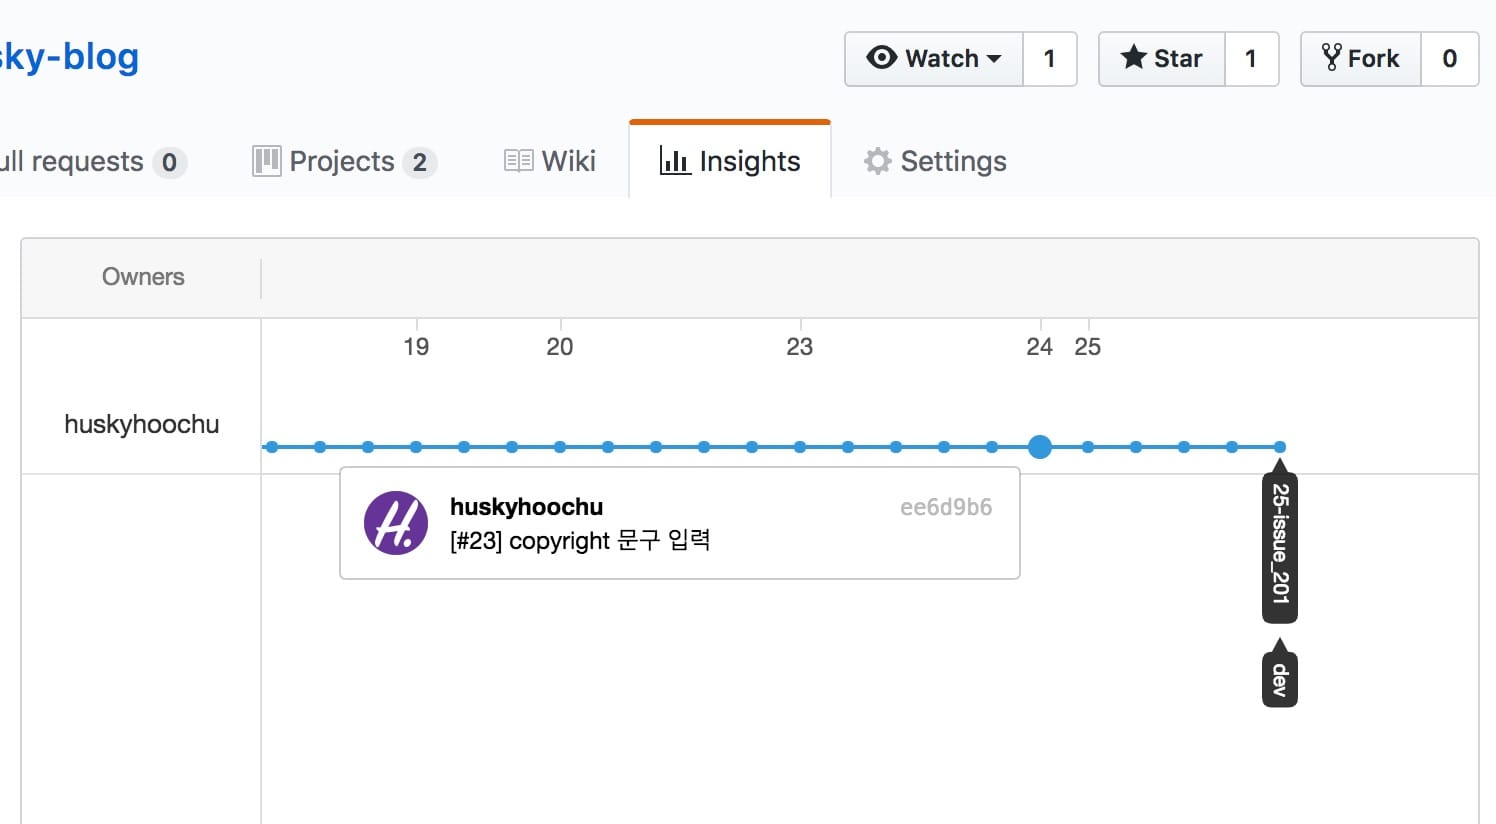 sky-blog
Watch 1 Star 1 Fork 0
ull requests 0 Projects 2 Wiki Insights Settings
Owners
19 20 23 24 25
huskyhoochu
huskyhoochu ee6d9b6
[#23] copyright 문구 입력
25-issue_201
dev